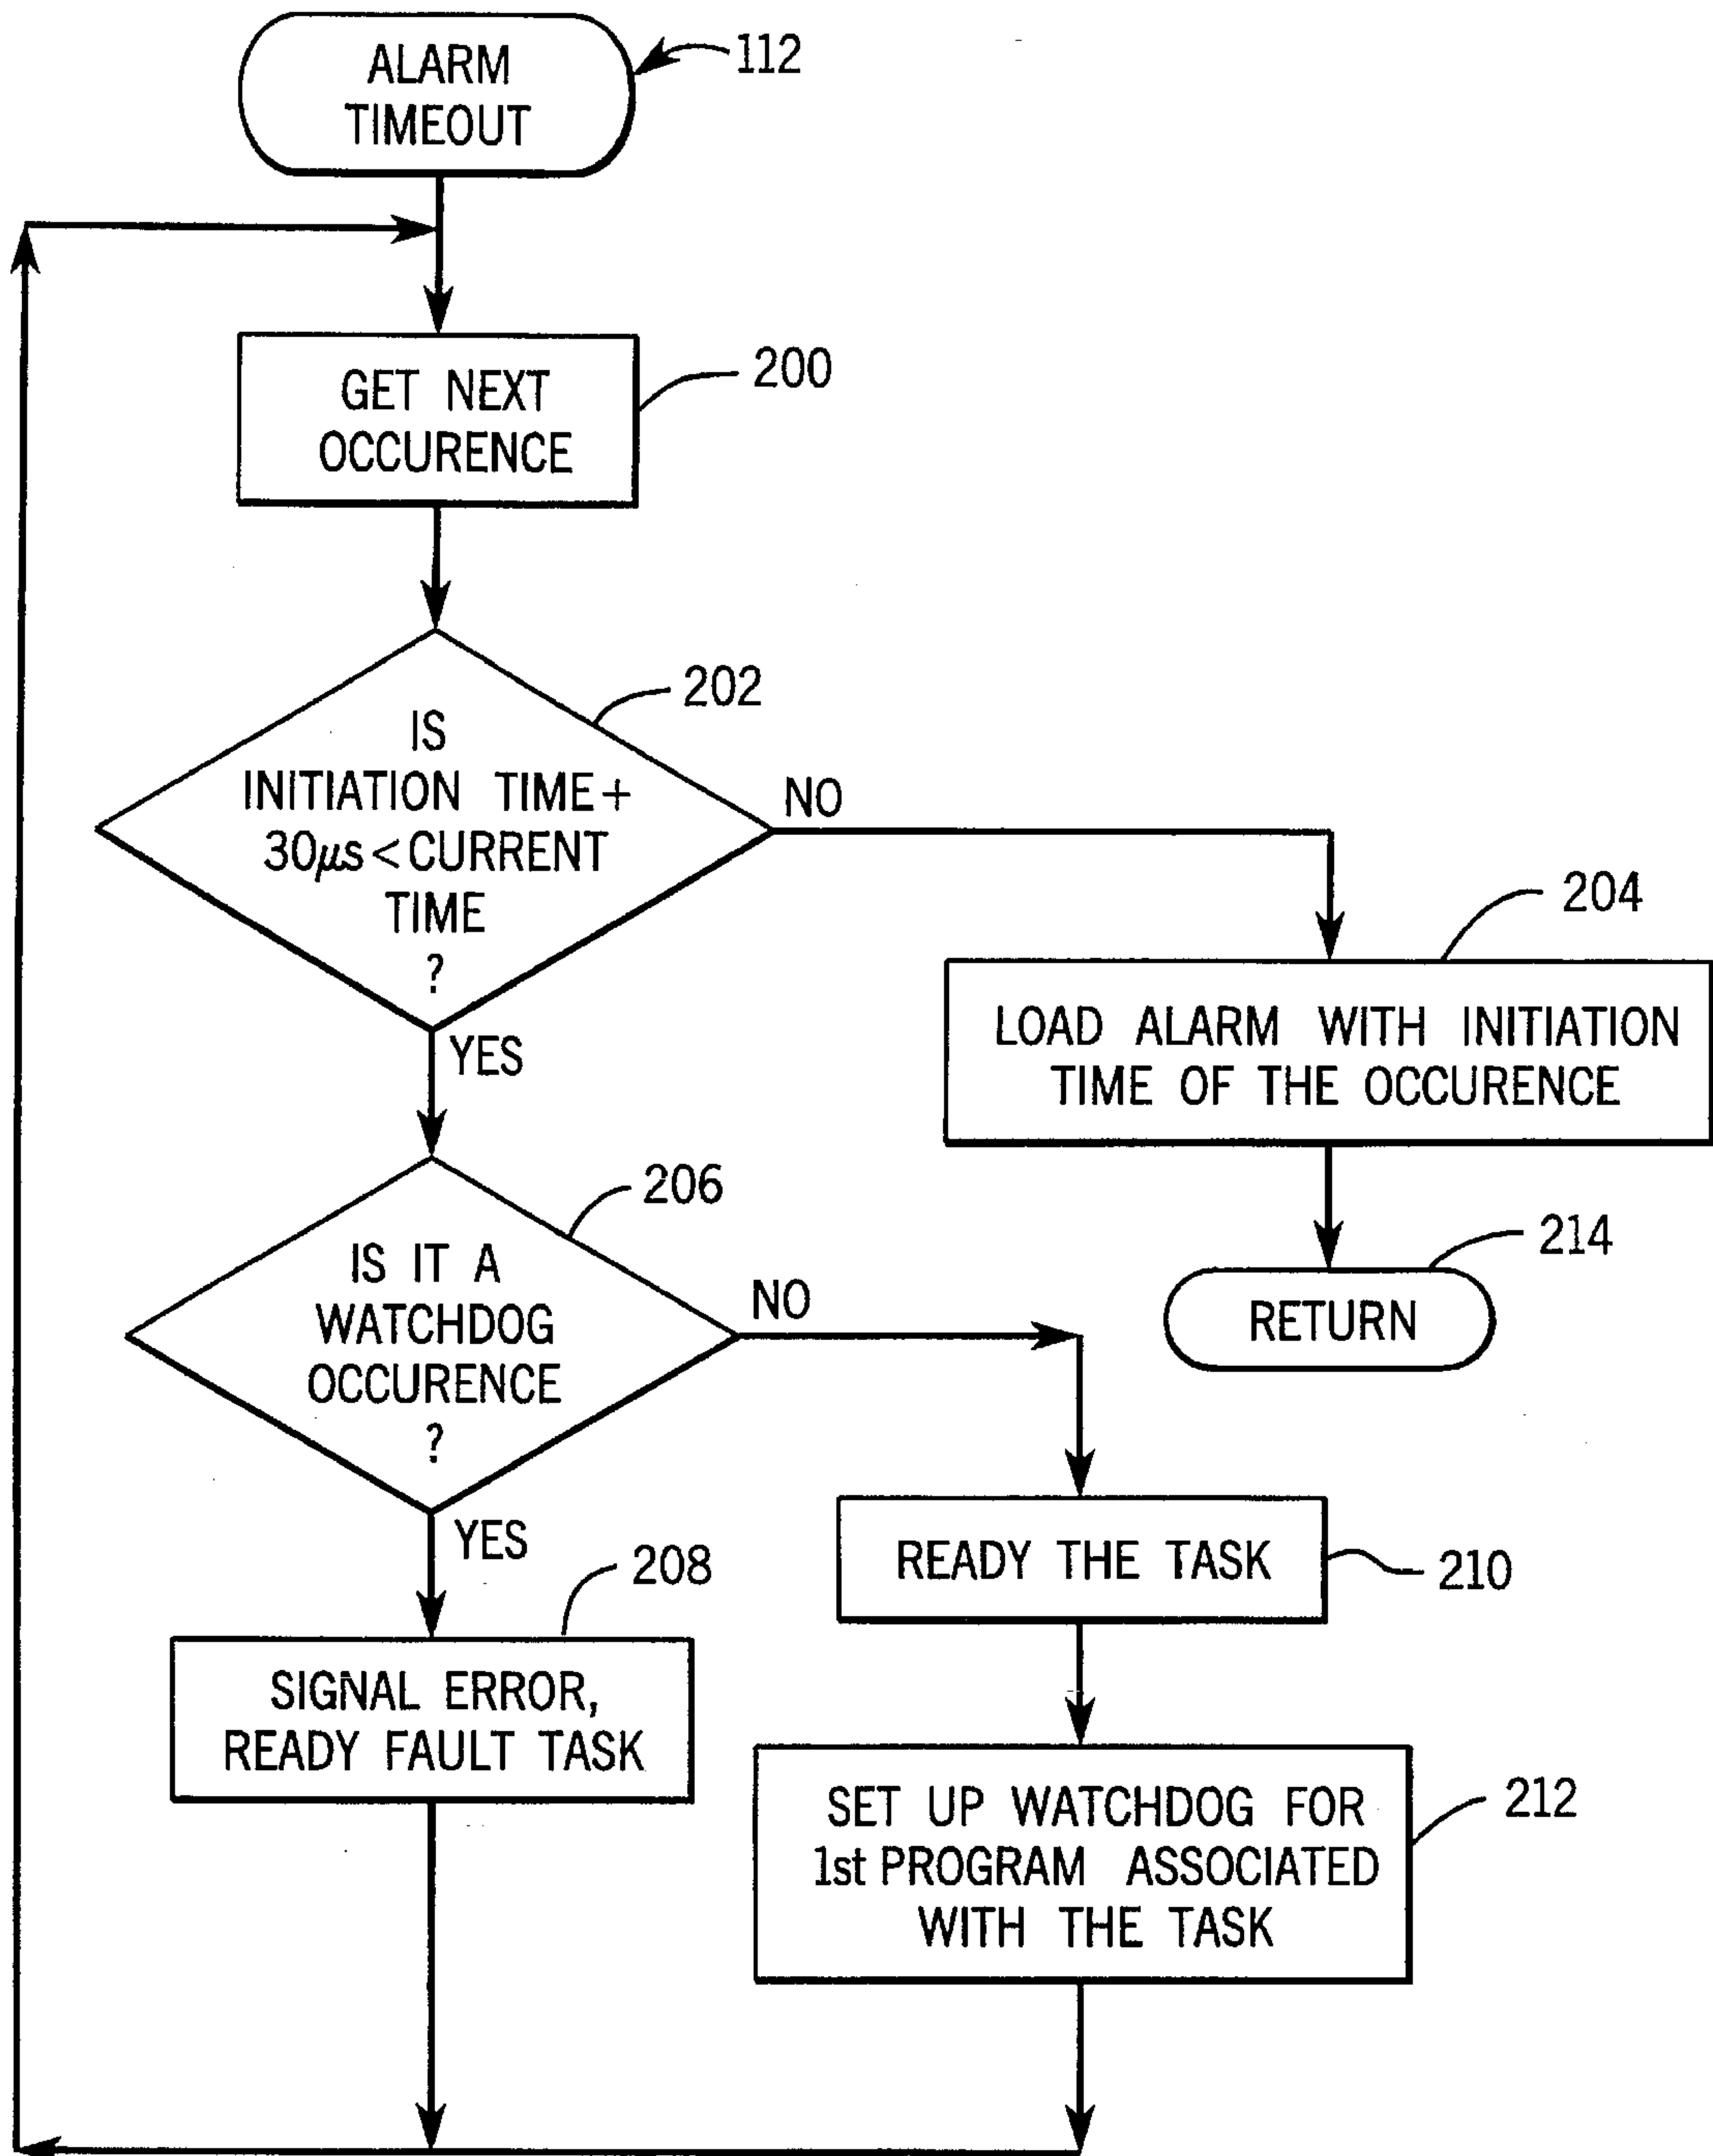 ALARM
TIMEOUT
112
GET NEXT
OCCURENCE
200
202
IS
INITIATION TIME +
30μs < CURRENT
TIME
?
NO
YES
204
LOAD ALARM WITH INITIATION
TIME OF THE OCCURENCE
214
RETURN
206
IS IT A
WATCHDOG
OCCURENCE
?
NO
YES
208
SIGNAL ERROR,
READY FAULT TASK
READY THE TASK
210
SET UP WATCHDOG FOR
1st PROGRAM ASSOCIATED
WITH THE TASK
212